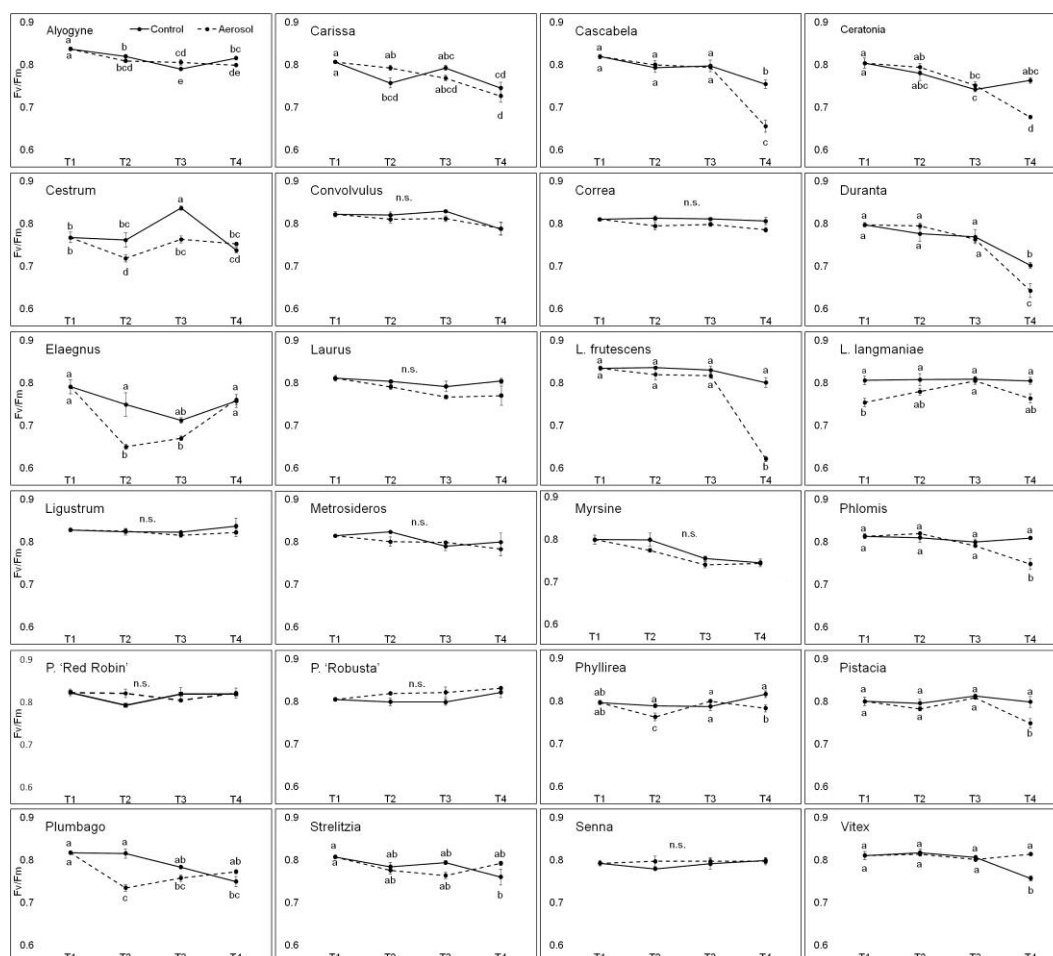 Alyogyne
Control
Aerosol
Fv/Fm
0.9
0.8
0.7
0.6
a b cd bc
a bcd e de
T1 T2 T3 T4
Carissa
0.9
0.8
0.7
0.6
a ab abc cd
a bcd abcd d
T1 T2 T3 T4
Cascabela
0.9
0.8
0.7
0.6
a a a b
a a a c
T1 T2 T3 T4
Ceratonia
0.9
0.8
0.7
0.6
a ab bc abc
a abc c d
T1 T2 T3 T4
Cestrum
Fv/Fm
0.9
0.8
0.7
0.6
b bc a bc
b d bc cd
T1 T2 T3 T4
Convolvulus
n.s.
0.9
0.8
0.7
0.6
T1 T2 T3 T4
Correa
n.s.
0.9
0.8
0.7
0.6
T1 T2 T3 T4
Duranta
0.9
0.8
0.7
0.6
a a a b
a a a c
T1 T2 T3 T4
Elaegnus
Fv/Fm
0.9
0.8
0.7
0.6
a a ab a
a b b a
T1 T2 T3 T4
Laurus
n.s.
0.9
0.8
0.7
0.6
T1 T2 T3 T4
L. frutescens
0.9
0.8
0.7
0.6
a a a a
a a a b
T1 T2 T3 T4
L. langmaniae
0.9
0.8
0.7
0.6
a a a a
b ab a ab
T1 T2 T3 T4
Ligustrum
n.s.
0.9
0.8
0.7
0.6
T1 T2 T3 T4
Metrosideros
n.s.
0.9
0.8
0.7
0.6
T1 T2 T3 T4
Myrsine
n.s.
0.9
0.8
0.7
0.6
T1 T2 T3 T4
Phlomis
0.9
0.8
0.7
0.6
a a a a
a a a b
T1 T2 T3 T4
P. 'Red Robin'
n.s.
Fv/Fm
0.9
0.8
0.7
0.6
T1 T2 T3 T4
P. 'Robusta'
n.s.
0.9
0.8
0.7
0.6
T1 T2 T3 T4
Phyllirea
0.9
0.8
0.7
0.6
ab a a a
ab c a b
T1 T2 T3 T4
Pistacia
0.9
0.8
0.7
0.6
a a a a
a a a b
T1 T2 T3 T4
Plumbago
Fv/Fm
0.9
0.8
0.7
0.6
a a ab ab
a c bc bc
T1 T2 T3 T4
Strelitzia
0.9
0.8
0.7
0.6
a ab ab ab
a ab ab b
T1 T2 T3 T4
Senna
n.s.
0.9
0.8
0.7
0.6
T1 T2 T3 T4
Vitex
0.9
0.8
0.7
0.6
a a a a
a a a b
T1 T2 T3 T4